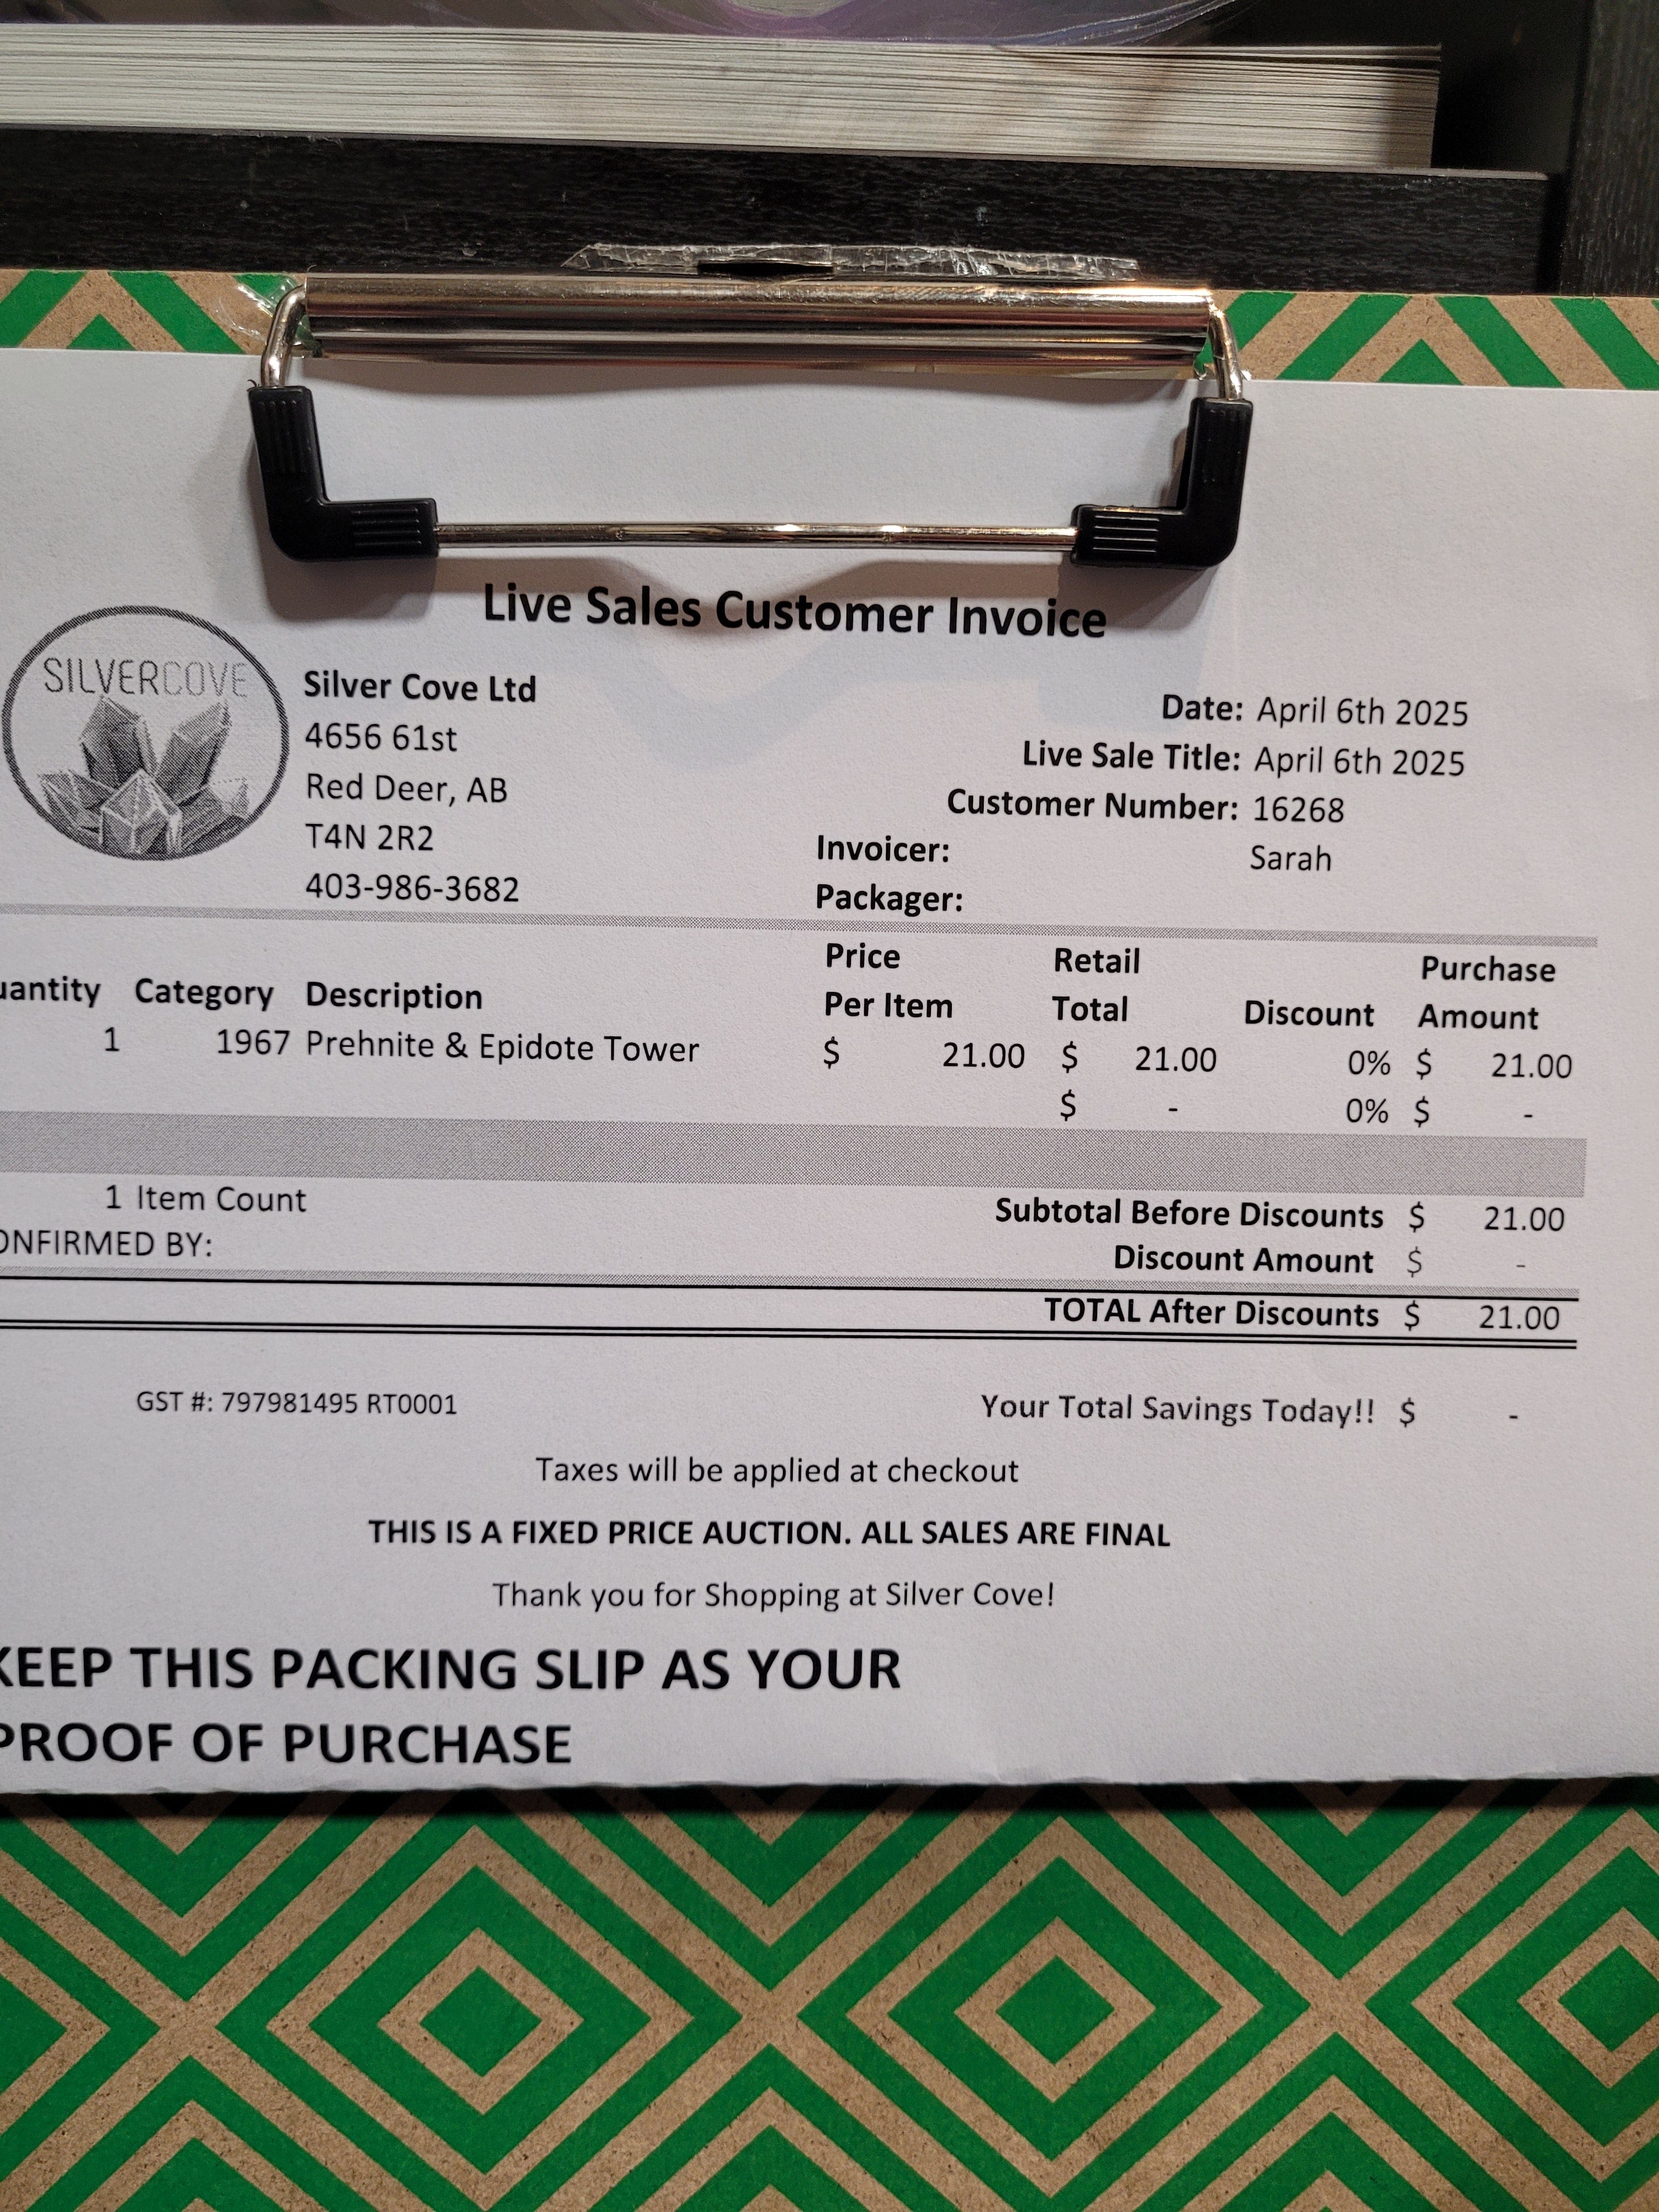 Live Sales Customer Invoice
SILVERCOVE
Silver Cove Ltd
4656 61st
Red Deer, AB
T4N 2R2
403-986-3682
Date: April 6th 2025
Live Sale Title: April 6th 2025
Customer Number: 16268
Invoicer: Sarah
Packager:
uantity Category Description Price Per Item Retail Total Discount Purchase Amount
1 1967 Prehnite & Epidote Tower $ 21.00 $ 21.00 0% $ 21.00
$ - 0% $ -
1 Item Count
ONFIRMED BY:
Subtotal Before Discounts $ 21.00
Discount Amount $ -
TOTAL After Discounts $ 21.00
GST #: 797981495 RT0001
Your Total Savings Today!! $ -
Taxes will be applied at checkout
THIS IS A FIXED PRICE AUCTION. ALL SALES ARE FINAL
Thank you for Shopping at Silver Cove!
KEEP THIS PACKING SLIP AS YOUR
PROOF OF PURCHASE